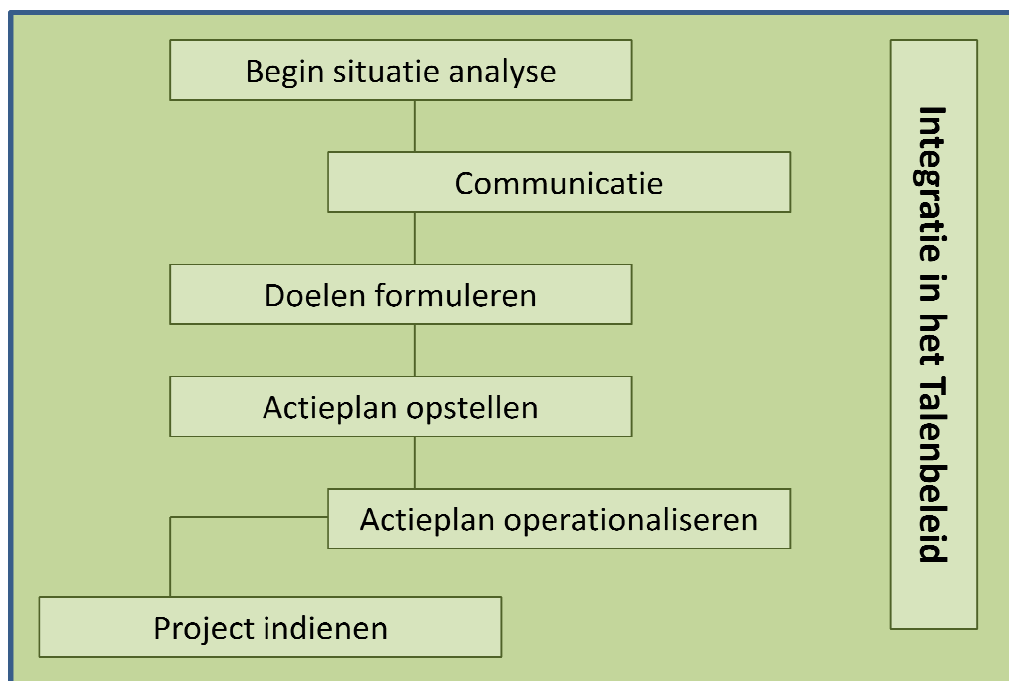 Begin situatie analyse
Communicatie
Doelen formuleren
Actieplan opstellen
Actieplan operationaliseren
Project indienen
Integratie in het Talenbeleid